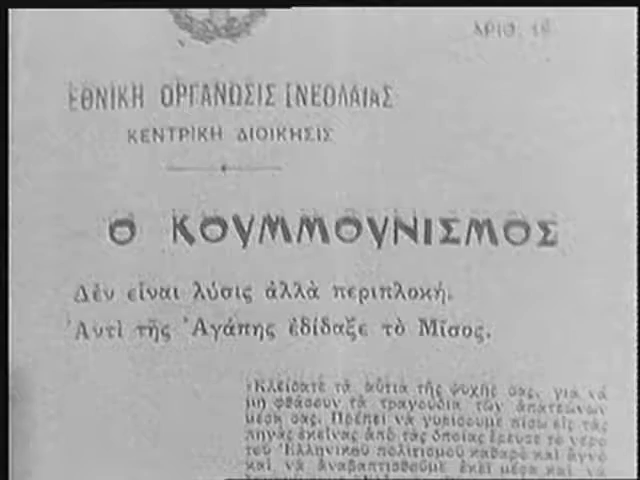 ΑΡΙΘ.
ΕΘΝΙΚΗ ΟΡΓΑΝΩΣΙΣ ΝΕΟΛΑΙΑΣ
ΚΕΝΤΡΙΚΗ ΔΙΟΙΚΗΣΙΣ
Ο ΚΟΥΜΜΟΥΝΙΣΜΟΣ
Δὲν εἶναι λύσις ἀλλὰ περιπλοκή.
Ἀντὶ τῆς Ἀγάπης ἐδίδαξε τὸ Μῖσος.
«Κλείσατε τὰ αὐτιὰ τῆς ψυχῆς σας, γιὰ νὰ
μὴ φθάσουν τὰ τραγούδια τῶν ἀπατεώνων
μέσα σας. Πρέπει νὰ γυρίσουμε πίσω εἰς τὰς
πηγὰς ἐκείνας ἀπὸ τὰς ὁποίας ἔρευσε τὸ νερὸ
τοῦ Ἑλληνικοῦ πολιτισμοῦ καθαρὸ καὶ ἁγνὸ
καὶ νὰ ἀναβαπτισθοῦμε ἐκεῖ μέσα καὶ νὰ